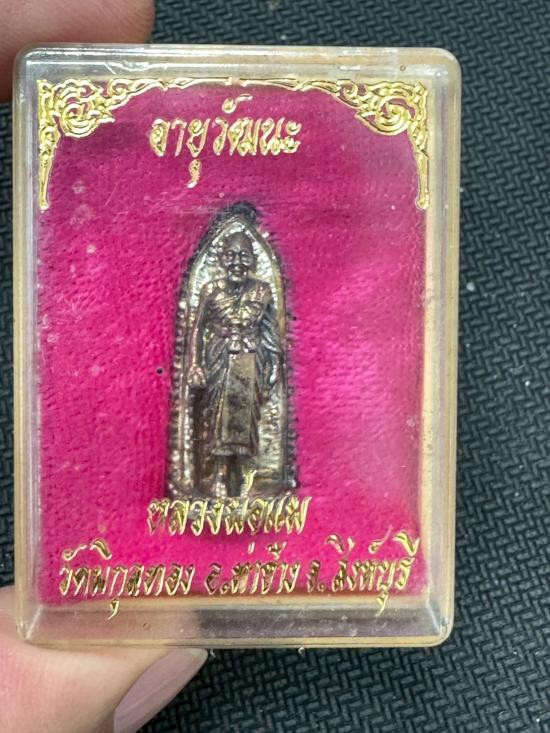 อายุวัฒนะ
หลวงพ่อแพ
วัดพิกุลทอง อ.ท่าช้าง จ.สิงห์บุรี